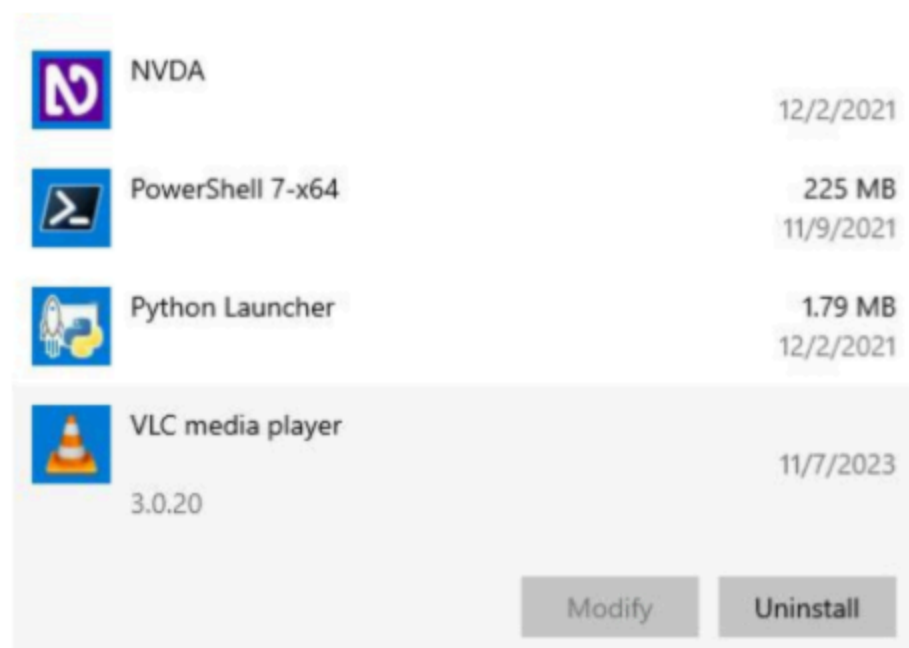 NVDA
12/2/2021
PowerShell 7-x64 225 MB
11/9/2021
Python Launcher 1.79 MB
12/2/2021
VLC media player
11/7/2023
3.0.20
Modify Uninstall